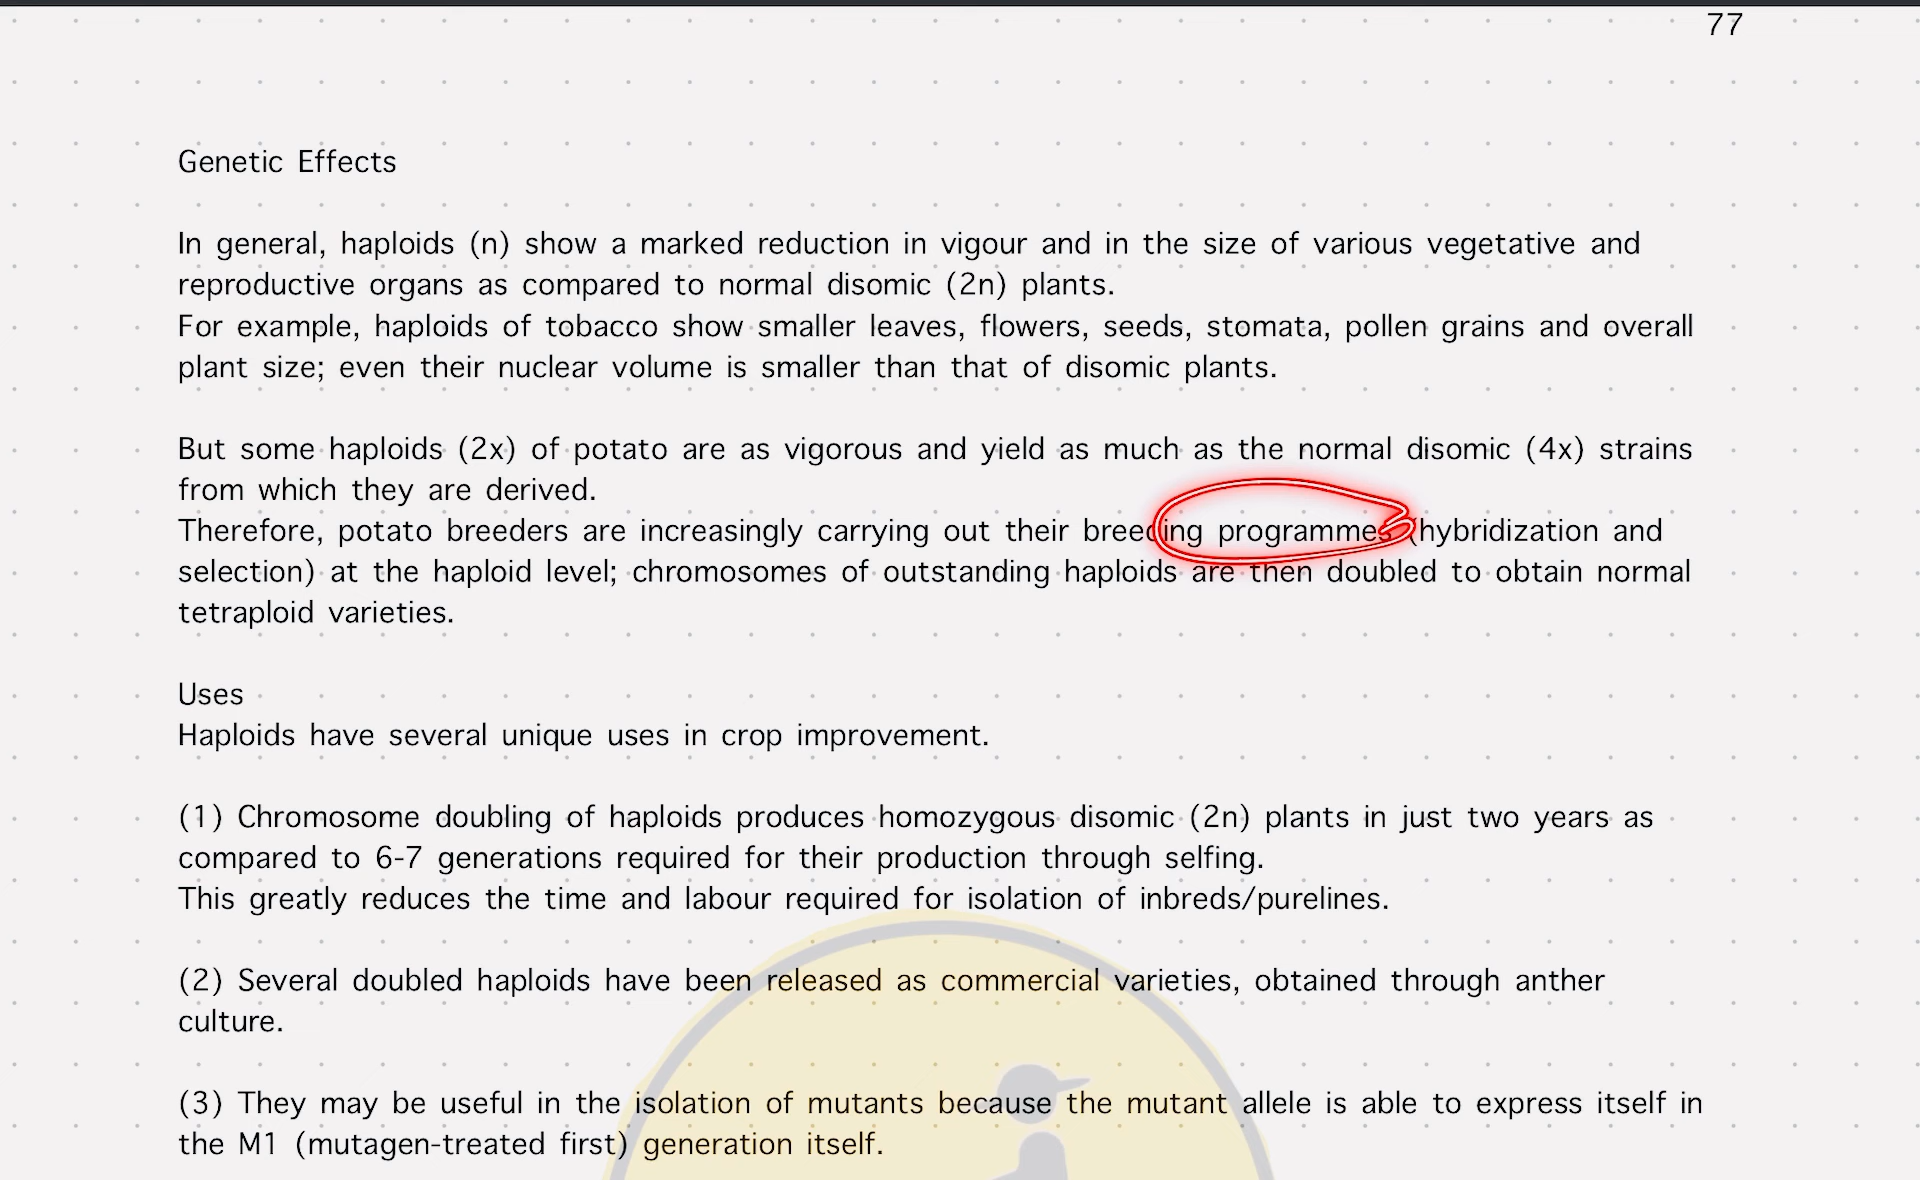 77
Genetic Effects
In general, haploids (n) show a marked reduction in vigour and in the size of various vegetative and
reproductive organs as compared to normal disomic (2n) plants.
For example, haploids of tobacco show smaller leaves, flowers, seeds, stomata, pollen grains and overall
plant size; even their nuclear volume is smaller than that of disomic plants.
But some haploids (2x) of potato are as vigorous and yield as much as the normal disomic (4x) strains
from which they are derived.
Therefore, potato breeders are increasingly carrying out their breeding programmes (hybridization and
selection) at the haploid level; chromosomes of outstanding haploids are then doubled to obtain normal
tetraploid varieties.
Uses
Haploids have several unique uses in crop improvement.
(1) Chromosome doubling of haploids produces homozygous disomic (2n) plants in just two years as
compared to 6-7 generations required for their production through selfing.
This greatly reduces the time and labour required for isolation of inbreds/purelines.
(2) Several doubled haploids have been released as commercial varieties, obtained through anther
culture.
(3) They may be useful in the isolation of mutants because the mutant allele is able to express itself in
the M1 (mutagen-treated first) generation itself.